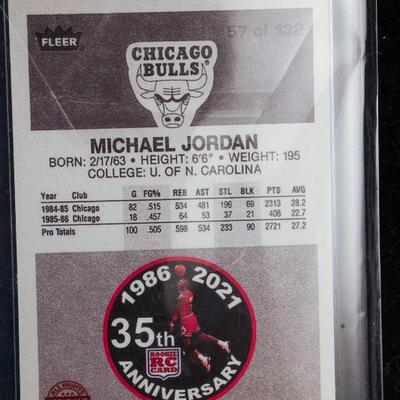 FLEER
57 of 132
CHICAGO
BULLS
MICHAEL JORDAN
BORN: 2/17/63 • HEIGHT: 6'6" • WEIGHT: 195
COLLEGE: U. OF N. CAROLINA
Year Club G FG% REB AST STL BLK PTS AVG
1984-85 Chicago 82 .515 534 481 196 69 2313 28.2
1985-86 Chicago 18 .457 64 53 37 21 408 22.7
Pro Totals 100 .505 598 534 233 90 2721 27.2
1986 2021
35th
ROOKIE
RC
CARD
ANNIVERSARY
ALL RIGHTS